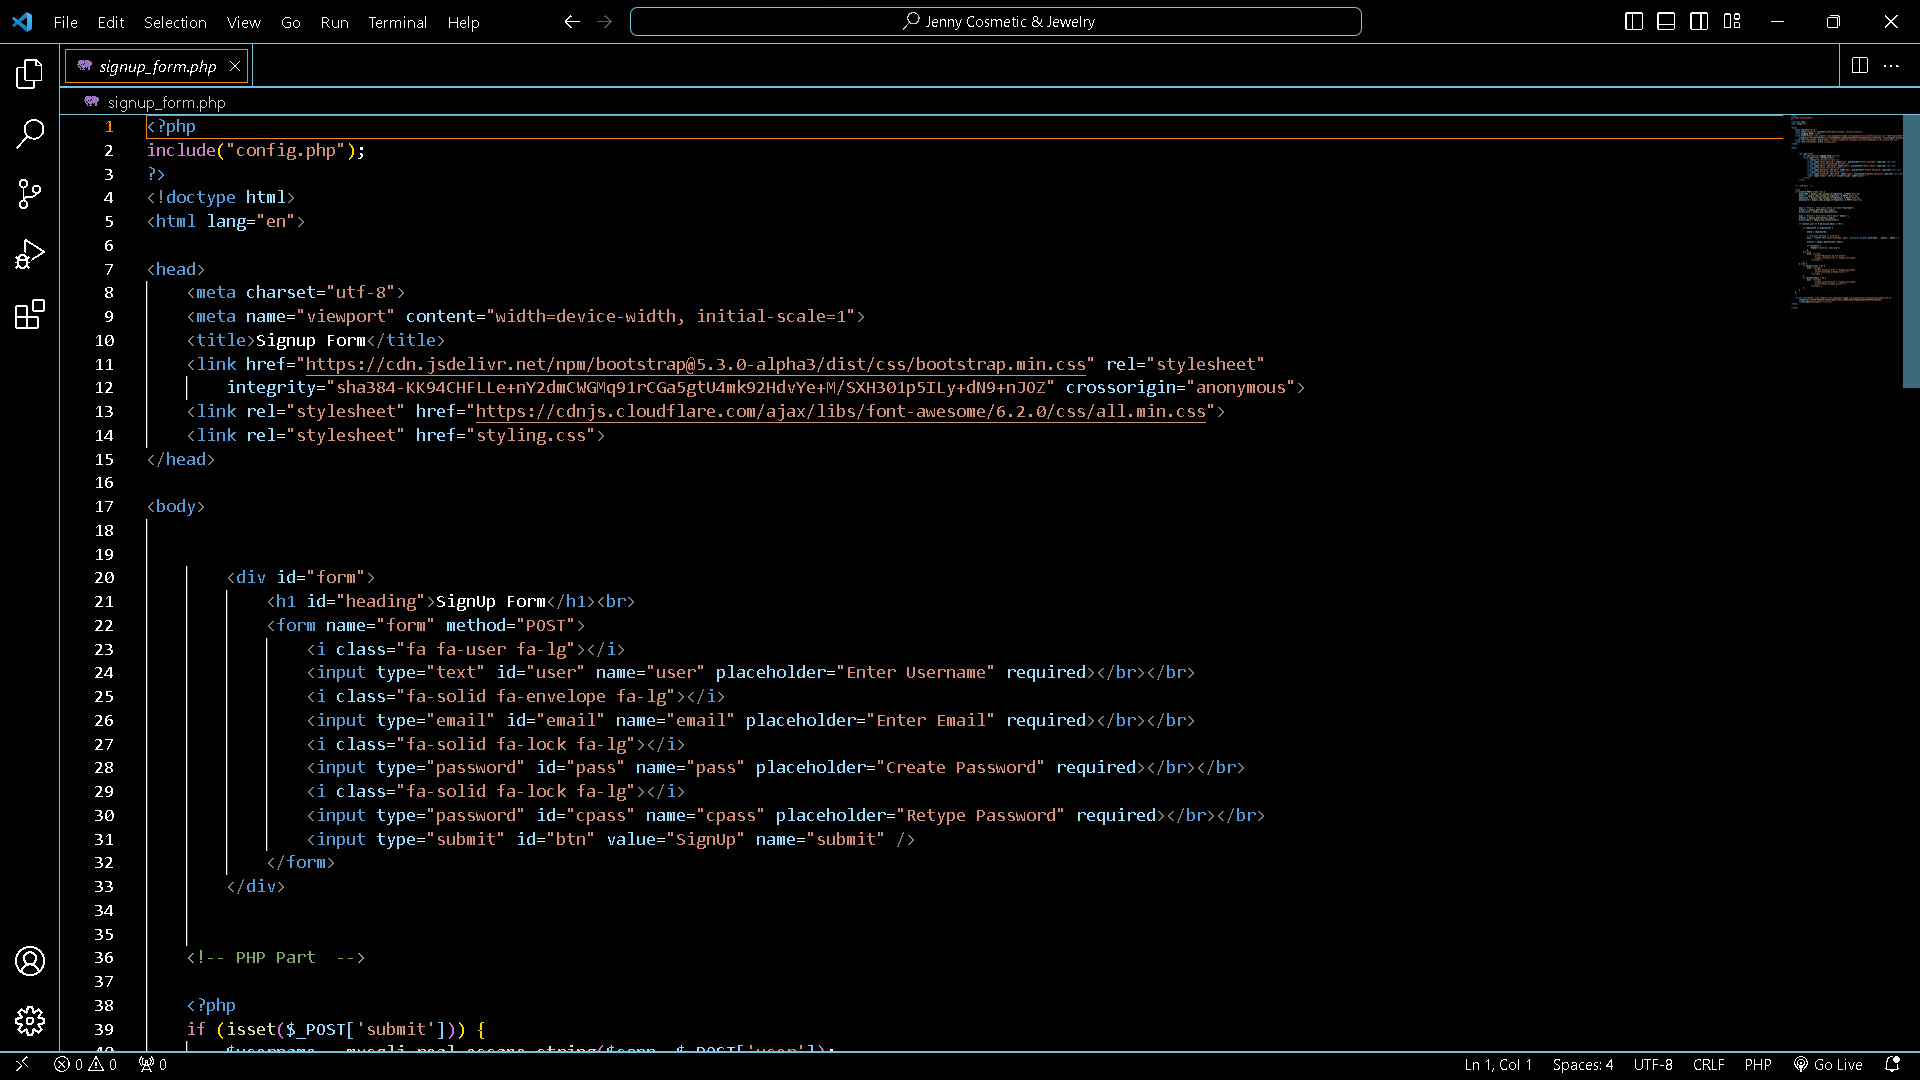 File Edit Selection View Go Run Terminal Help
Jenny Cosmetic & Jewelry
signup_form.php
signup_form.php
1 <?php
2 include("config.php");
3 ?>
4 <!doctype html>
5 <html lang="en">
6
7 <head>
8 <meta charset="utf-8">
9 <meta name="viewport" content="width=device-width, initial-scale=1">
10 <title>Signup Form</title>
11 <link href="https://cdn.jsdelivr.net/npm/bootstrap@5.3.0-alpha3/dist/css/bootstrap.min.css" rel="stylesheet"
12 integrity="sha384-KK94CHFLLe+nY2dmCWGMq91rCGa5gtU4mk92HdvYe+M/SXH301p5ILy+dN9+nJOZ" crossorigin="anonymous">
13 <link rel="stylesheet" href="https://cdnjs.cloudflare.com/ajax/libs/font-awesome/6.2.0/css/all.min.css">
14 <link rel="stylesheet" href="styling.css">
15 </head>
16
17 <body>
18
19
20 <div id="form">
21 <h1 id="heading">SignUp Form</h1><br>
22 <form name="form" method="POST">
23 <i class="fa fa-user fa-lg"></i>
24 <input type="text" id="user" name="user" placeholder="Enter Username" required></br></br>
25 <i class="fa-solid fa-envelope fa-lg"></i>
26 <input type="email" id="email" name="email" placeholder="Enter Email" required></br></br>
27 <i class="fa-solid fa-lock fa-lg"></i>
28 <input type="password" id="pass" name="pass" placeholder="Create Password" required></br></br>
29 <i class="fa-solid fa-lock fa-lg"></i>
30 <input type="password" id="cpass" name="cpass" placeholder="Retype Password" required></br></br>
31 <input type="submit" id="btn" value="SignUp" name="submit" />
32 </form>
33 </div>
34
35
36 <!-- PHP Part -->
37
38 <?php
39 if (isset($_POST['submit'])) {
0 0 0 Ln 1, Col 1 Spaces: 4 UTF-8 CRLF PHP Go Live